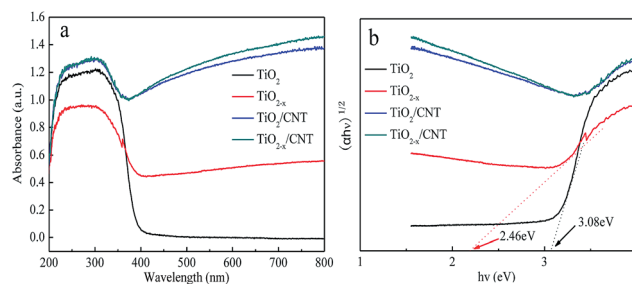 a
1.6
1.4
1.2
1.0
0.8
0.6
0.4
0.2
0.0
Absorbance (a.u.)
TiO2
TiO2-x
TiO2/CNT
TiO2-x/CNT
200 300 400 500 600 700 800
Wavelength (nm)
b
(αhν) 1/2
TiO2
TiO2-x
TiO2/CNT
TiO2-x/CNT
2.46eV
3.08eV
1 2 3
hν (eV)